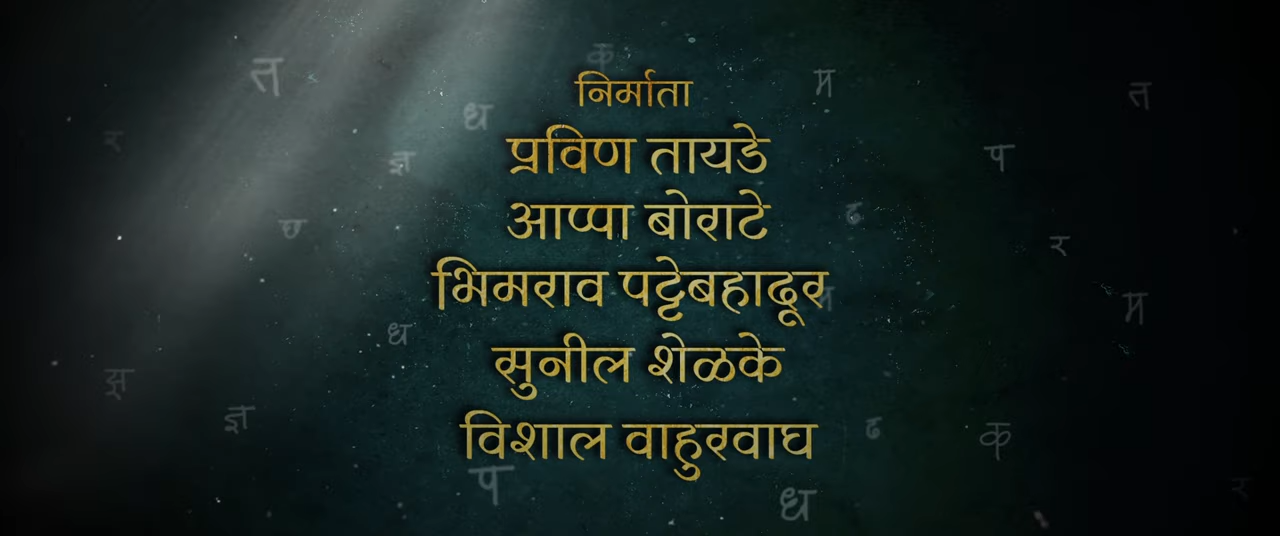 निर्माता
प्रविण तायडे
आप्पा बोराटे
भिमराव पट्टेबहादूर
सुनील शेळके
विशाल वाहुरवाघ